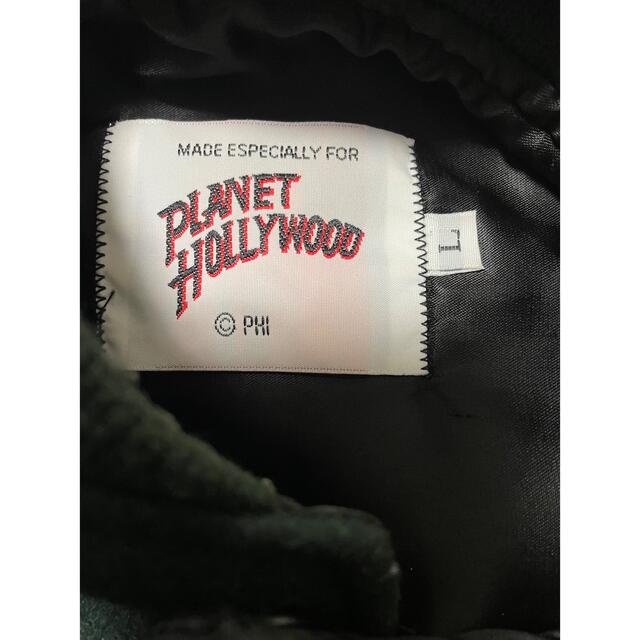 MADE ESPECIALLY FOR
PLANET
HOLLYWOOD
© PHI
L